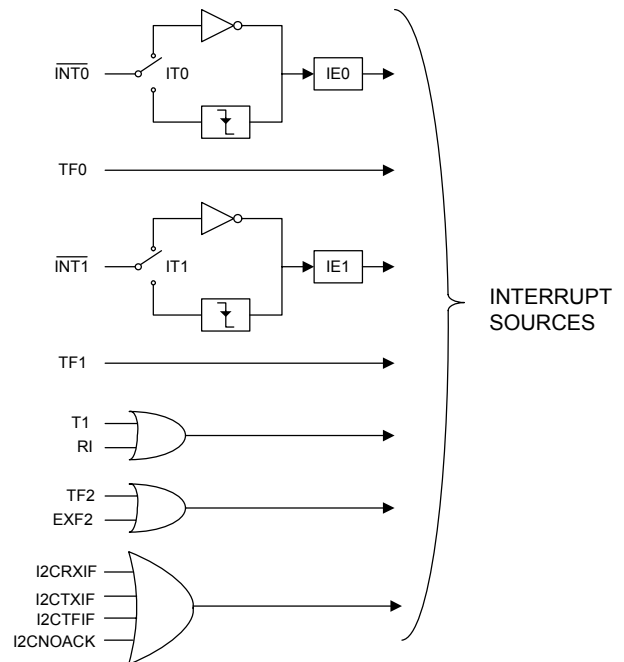 INT0
IT0
IE0
TF0
INT1
IT1
IE1
TF1
T1
RI
TF2
EXF2
I2CRXIF
I2CTXIF
I2CTFIF
I2CNOACK
INTERRUPT
SOURCES